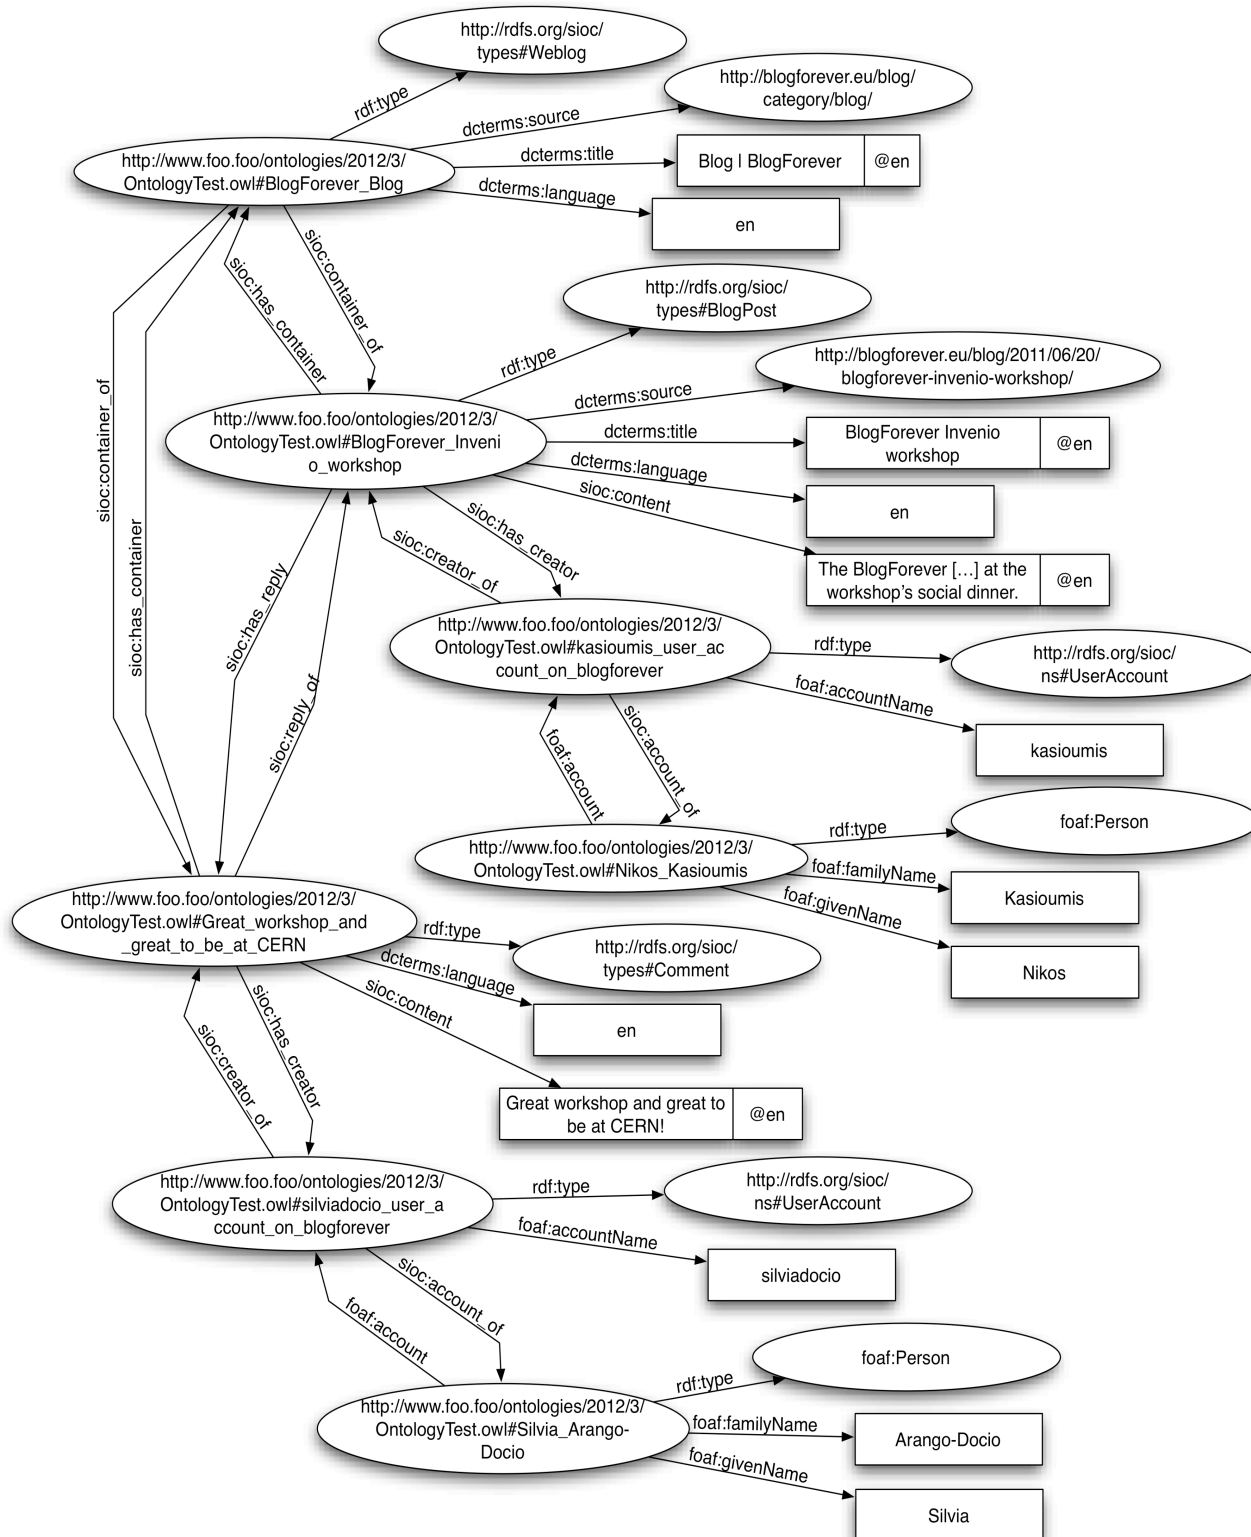 http://rdfs.org/sioc/
types#Weblog
rdf:type
http://blogforever.eu/blog/
category/blog/
dcterms:source
http://www.foo.foo/ontologies/2012/3/
OntologyTest.owl#BlogForever_Blog
dcterms:title
Blog | BlogForever
@en
dcterms:language
en
sioc:container_of
sioc:has_container
http://rdfs.org/sioc/
types#BlogPost
rdf:type
http://blogforever.eu/blog/2011/06/20/
blogforever-invenio-workshop/
dcterms:source
http://www.foo.foo/ontologies/2012/3/
OntologyTest.owl#BlogForever_Inveni
o_workshop
dcterms:title
BlogForever Invenio
workshop
@en
dcterms:language
en
sioc:content
The BlogForever [...] at the
workshop's social dinner.
@en
sioc:container_of
sioc:has_container
sioc:has_reply
sioc:reply_of
sioc:has_creator
sioc:creator_of
http://www.foo.foo/ontologies/2012/3/
OntologyTest.owl#kasioumis_user_ac
count_on_blogforever
rdf:type
http://rdfs.org/sioc/
ns#UserAccount
foaf:accountName
kasioumis
sioc:account_of
foaf:account
http://www.foo.foo/ontologies/2012/3/
OntologyTest.owl#Nikos_Kasioumis
rdf:type
foaf:Person
foaf:familyName
Kasioumis
foaf:givenName
Nikos
http://www.foo.foo/ontologies/2012/3/
OntologyTest.owl#Great_workshop_and
_great_to_be_at_CERN
rdf:type
http://rdfs.org/sioc/
types#Comment
dcterms:language
en
sioc:content
Great workshop and great to
be at CERN!
@en
sioc:has_creator
sioc:creator_of
http://www.foo.foo/ontologies/2012/3/
OntologyTest.owl#silviadocio_user_a
ccount_on_blogforever
rdf:type
http://rdfs.org/sioc/
ns#UserAccount
foaf:accountName
silviadocio
sioc:account_of
foaf:account
http://www.foo.foo/ontologies/2012/3/
OntologyTest.owl#Silvia_Arango-
Docio
rdf:type
foaf:Person
foaf:familyName
Arango-Docio
foaf:givenName
Silvia